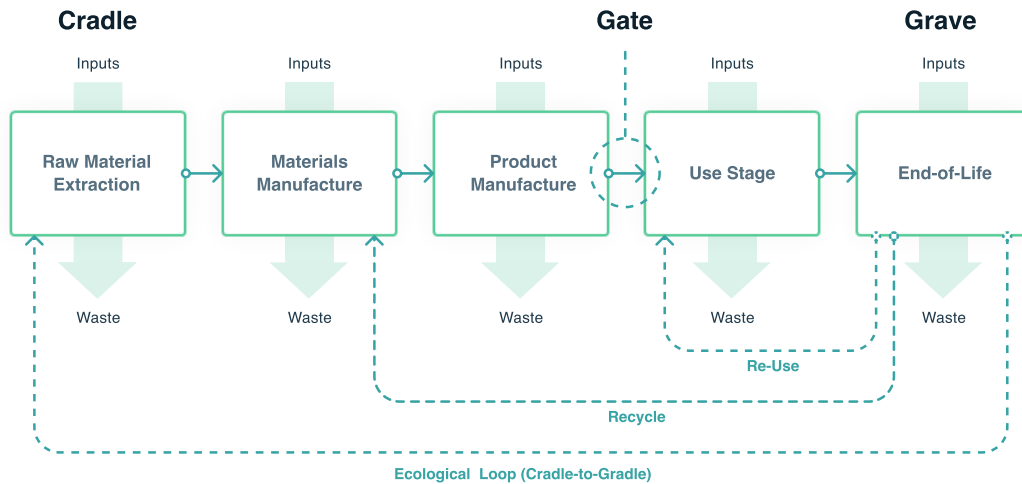 Cradle
Gate
Grave
Inputs
Inputs
Inputs
Inputs
Inputs
Raw Material
Extraction
Materials
Manufacture
Product
Manufacture
Use Stage
End-of-Life
Waste
Waste
Waste
Waste
Waste
Re-Use
Recycle
Ecological Loop (Cradle-to-Gradle)